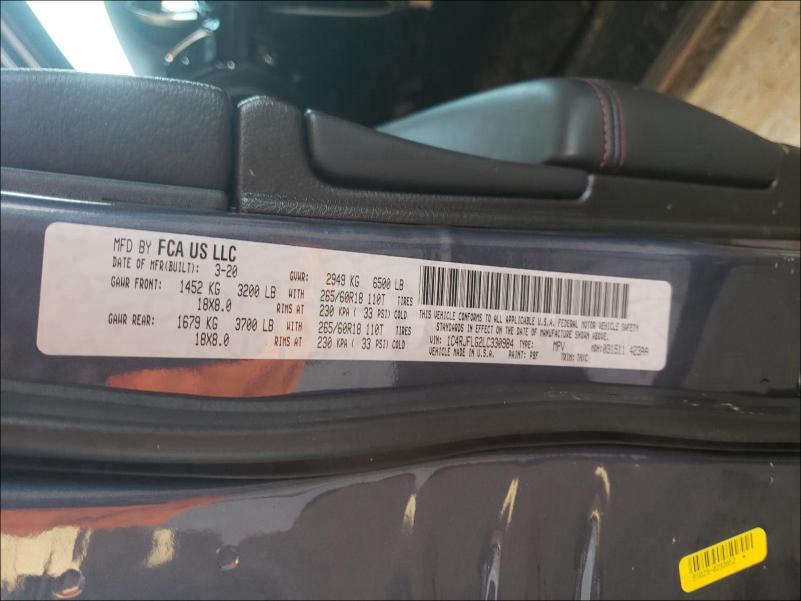 MFD BY FCA US LLC
DATE OF MFR(BUILT): 3-20 GVWR: 2949 KG 6500 LB
GAWR FRONT: 1452 KG 3200 LB WITH 265/60R18 110T TIRES
18X8.0 RIMS AT 230 KPA ( 33 PSI) COLD
GAWR REAR: 1679 KG 3700 LB WITH 265/60R18 110T TIRES
18X8.0 RIMS AT 230 KPA ( 33 PSI) COLD
THIS VEHICLE CONFORMS TO ALL APPLICABLE U.S.A. FEDERAL MOTOR VEHICLE SAFETY
STANDARDS IN EFFECT ON THE DATE OF MANUFACTURE SHOWN ABOVE.
VIN: 1C4RJFLG2LC330984 TYPE: MPV MDH:031511 423AA
VEHICLE MADE IN U.S.A. PAINT: PBF TRIM: